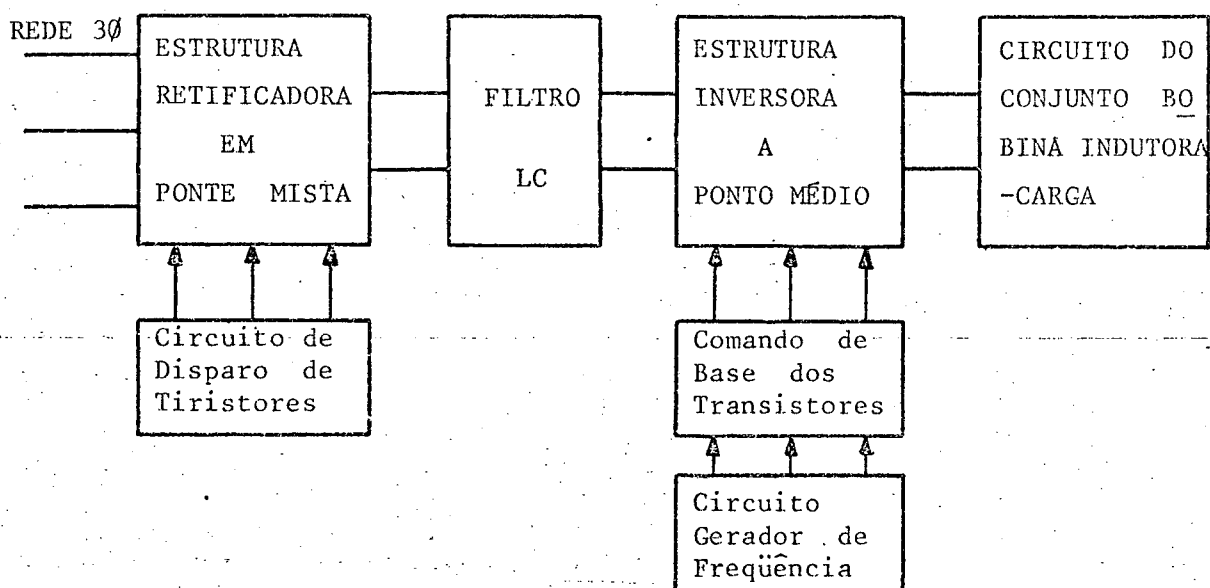 REDE 3Ø
ESTRUTURA
RETIFICADORA
EM
PONTE MISTA
FILTRO
LC
ESTRUTURA
INVERSORA
A
PONTO MÉDIO
CIRCUITO DO
CONJUNTO BO
BINA INDUTORA
-CARGA
Circuito de
Disparo de
Tiristores
Comando de
Base dos
Transistores
Circuito
Gerador de
Freqüência